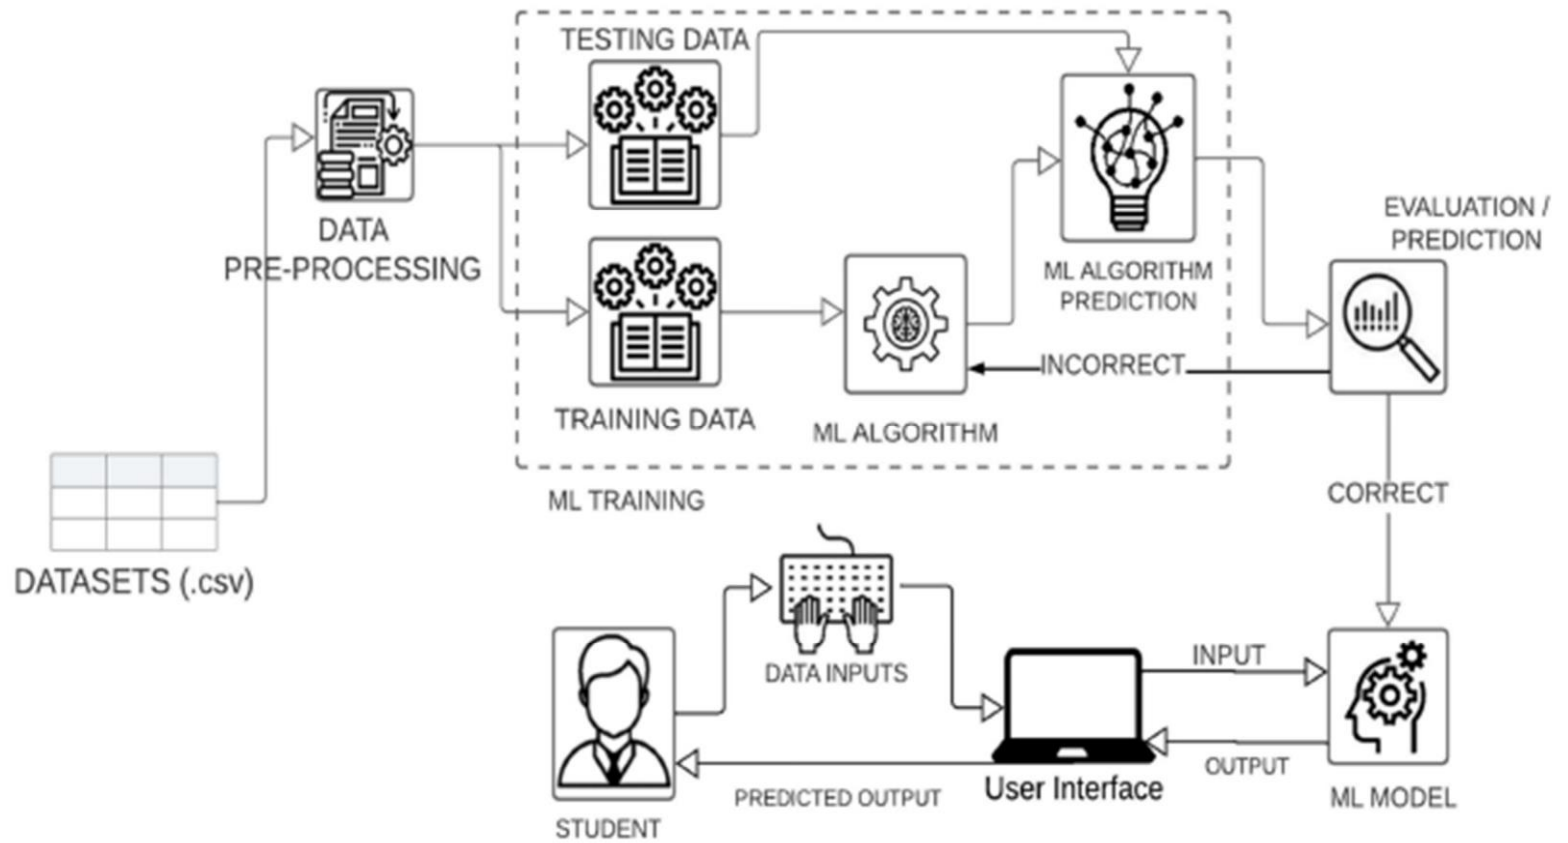 TESTING DATA
DATA
PRE-PROCESSING
EVALUATION /
PREDICTION
ML ALGORITHM
PREDICTION
INCORRECT
TRAINING DATA
ML ALGORITHM
ML TRAINING
CORRECT
DATASETS (.csv)
DATA INPUTS
INPUT
OUTPUT
User Interface
PREDICTED OUTPUT
ML MODEL
STUDENT